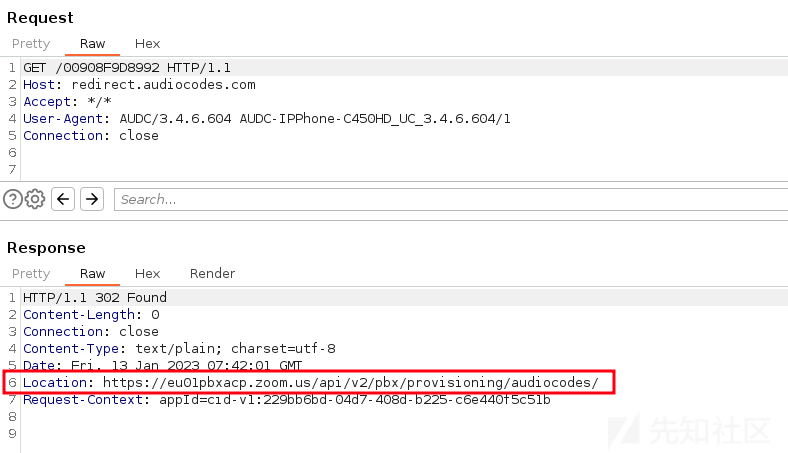 Request
Pretty Raw Hex
1 GET /00908F9D8992 HTTP/1.1
2 Host: redirect.audiocodes.com
3 Accept: */*
4 User-Agent: AUDC/3.4.6.604 AUDC-IPPhone-C450HD_UC_3.4.6.604/1
5 Connection: close
6
7
Search...
Response
Pretty Raw Hex Render
1 HTTP/1.1 302 Found
2 Content-Length: 0
3 Connection: close
4 Content-Type: text/plain; charset=utf-8
5 Date: Fri, 13 Jan 2023 07:42:01 GMT
6 Location: https://eu01pbxacp.zoom.us/api/v2/pbx/provisioning/audiocodes/
7 Request-Context: appId=cid-v1:229bb6bd-04d7-408d-b225-c6e440f5c51b
8
9
先知社区